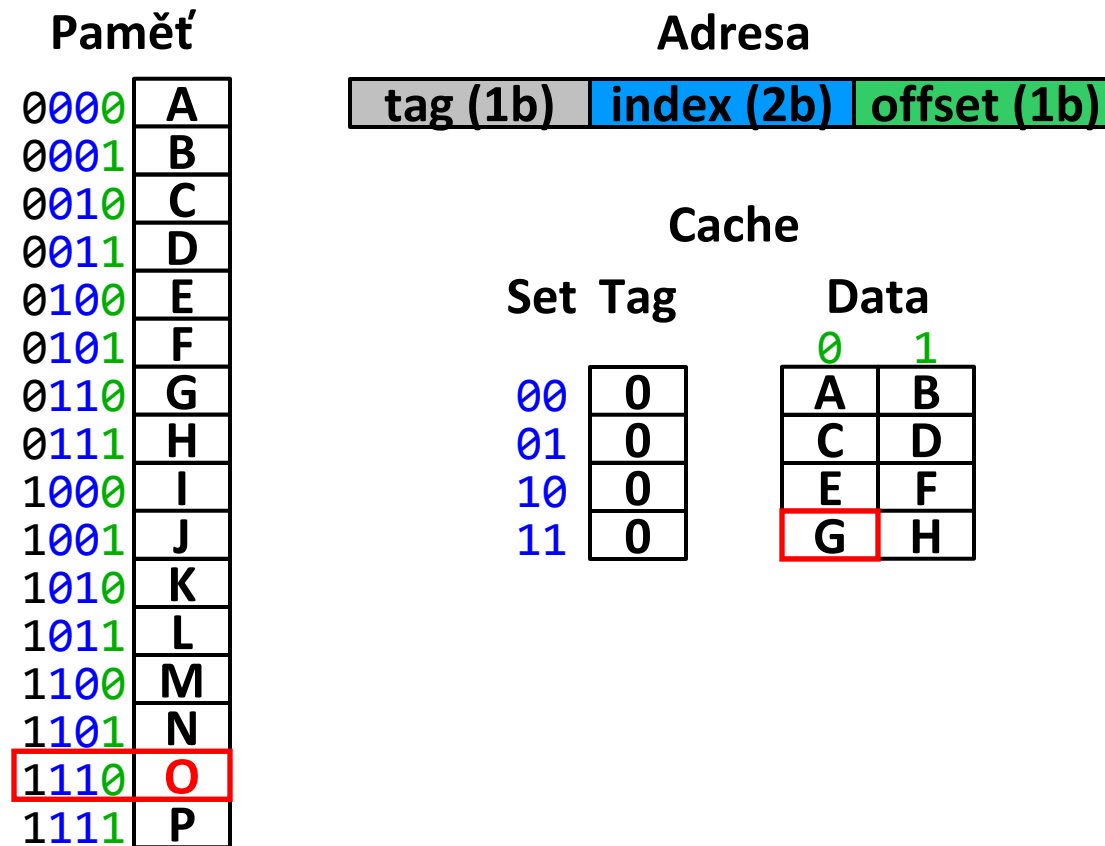 Paměť
0000 A
0001 B
0010 C
0011 D
0100 E
0101 F
0110 G
0111 H
1000 I
1001 J
1010 K
1011 L
1100 M
1101 N
1110 O
1111 P
Adresa
tag (1b) index (2b) offset (1b)
Cache
Set Tag Data
0 1
00 0 A B
01 0 C D
10 0 E F
11 0 G H